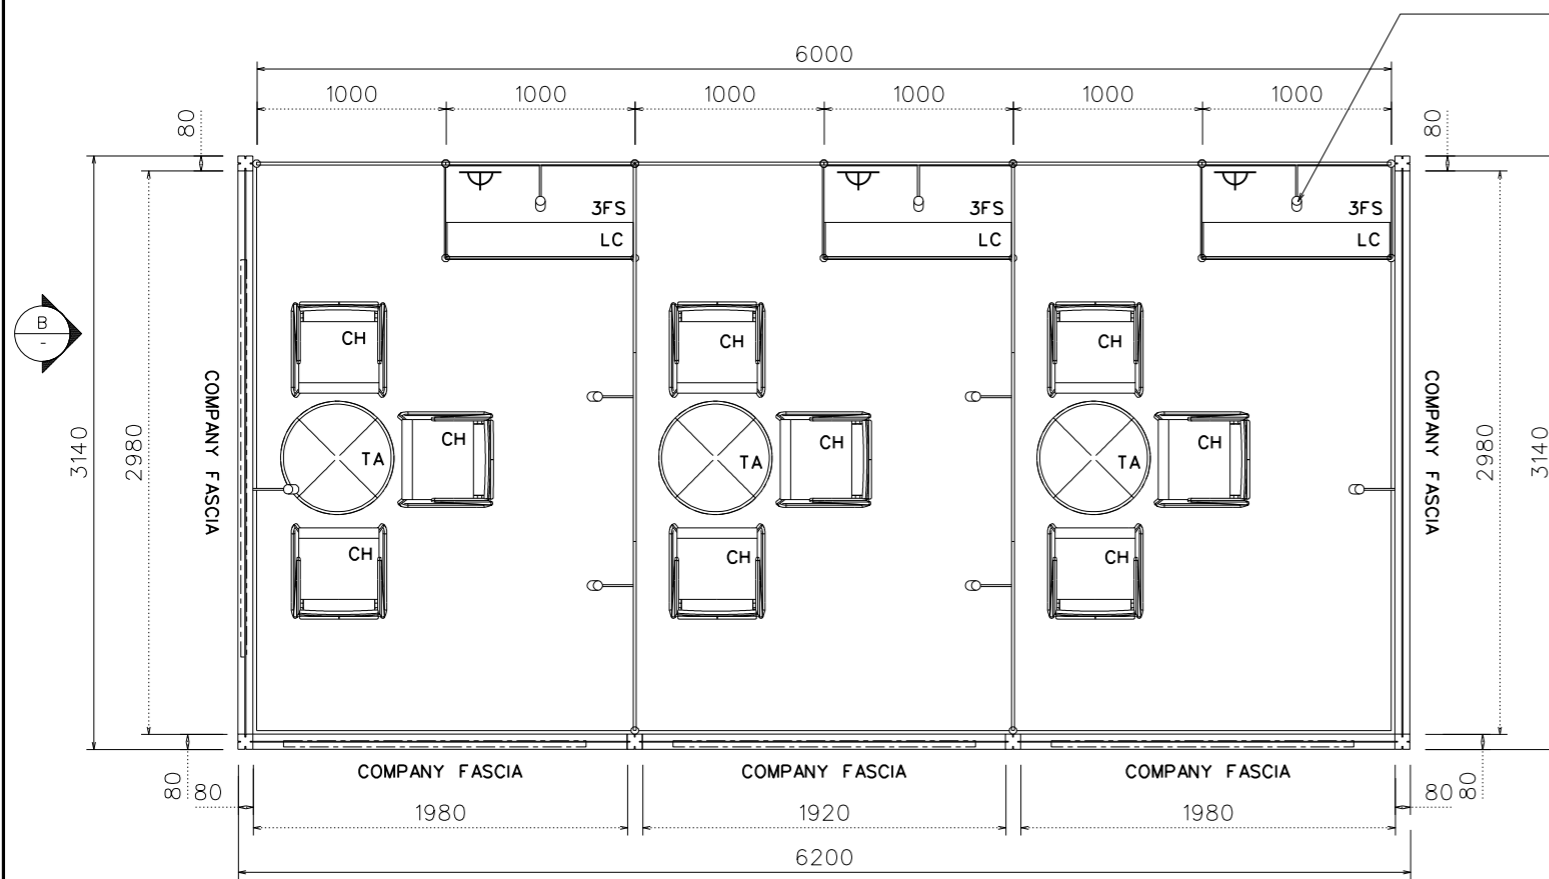 6000
1000 1000 1000 1000 1000 1000
80 80
3FS 3FS 3FS
LC LC LC
B
-
CH CH CH
COMPANY FASCIA
COMPANY FASCIA
3140
2980
2980
3140
CH CH CH
TA TA TA
CH CH CH
COMPANY FASCIA COMPANY FASCIA COMPANY FASCIA
80 80 80 80
1980 1920 1980
6200